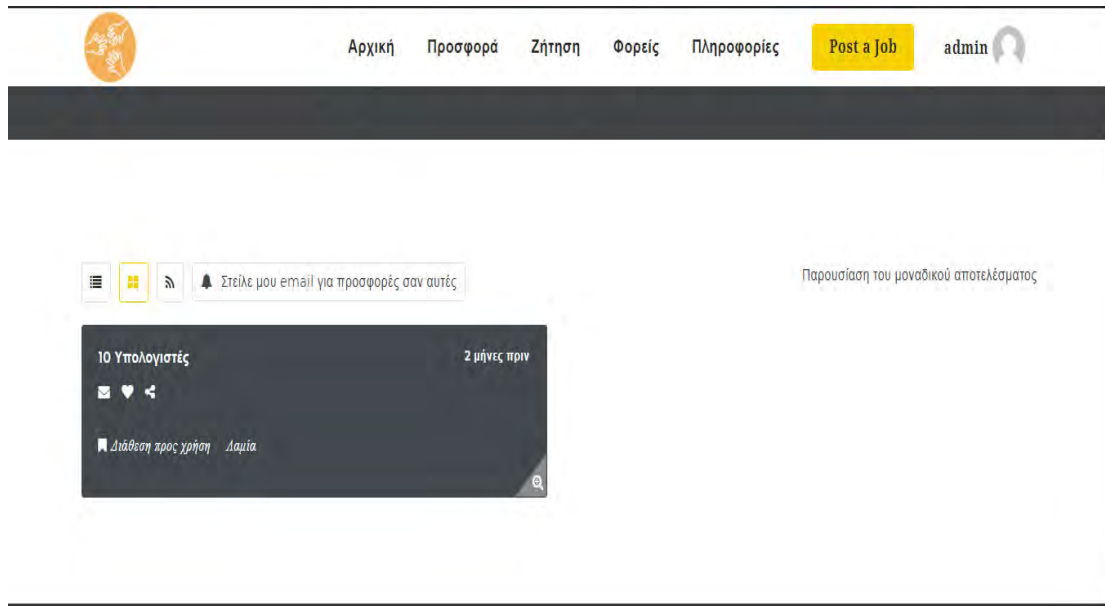 Αρχική Προσφορά Ζήτηση Φορείς Πληροφορίες Post a Job admin
Στείλε μου email για προσφορές σαν αυτές
Παρουσίαση του μοναδικού αποτελέσματος
10 Υπολογιστές 2 μήνες πριν
Διάθεση προς χρήση Λαμία